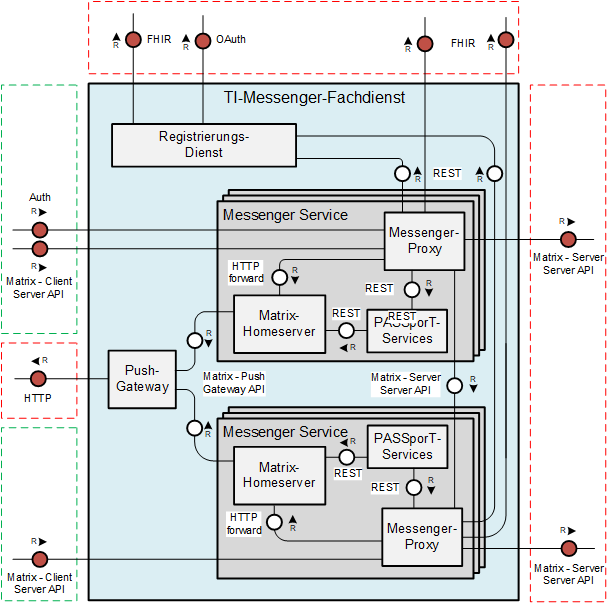 R
FHIR
R
OAuth
R
FHIR
R
TI-Messenger-Fachdienst
Registrierungs-
Dienst
R
REST
R
Auth
R
R
Matrix - Client
Server API
Messenger Service
Messenger-
Proxy
R
Matrix - Server
Server API
HTTP
forward
R
REST
R
Matrix-
Homeserver
REST
R
REST
PASSporT-
Services
R
HTTP
Push-
Gateway
R
Matrix - Push
Gateway API
R
Matrix - Server
Server API
R
Messenger Service
Matrix-
Homeserver
R
REST
PASSporT-
Services
REST
R
HTTP
forward
R
Messenger-
Proxy
R
Matrix - Client
Server API
R
Matrix - Server
Server API